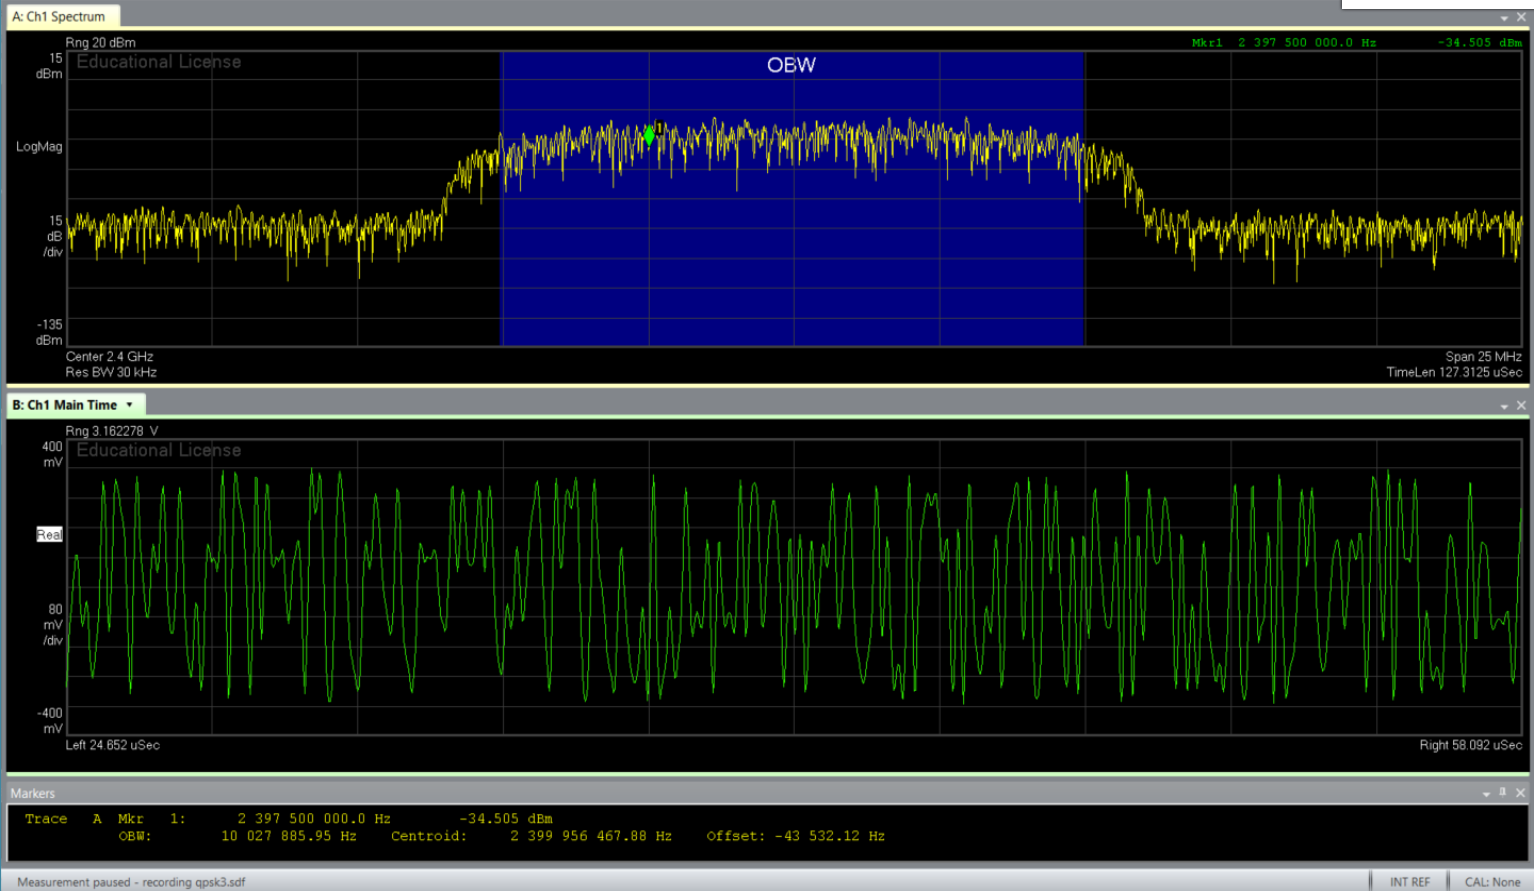 A: Ch1 Spectrum
Rng 20 dBm
Mkr1 2 397 500 000.0 Hz -34.505 dBm
15
dBm
Educational License
OBW
1
LogMag
15
dB
/div
-135
dBm
Center 2.4 GHz
Span 25 MHz
Res BW 30 kHz
TimeLen 127.3125 uSec
B: Ch1 Main Time
Rng 3.162278 V
400
mV
Educational License
Real
80
mV
/div
-400
mV
Left 24.652 uSec
Right 58.092 uSec
Markers
Trace A Mkr 1: 2 397 500 000.0 Hz -34.505 dBm
OBW: 10 027 885.95 Hz Centroid: 2 399 956 467.88 Hz Offset: -43 532.12 Hz
Measurement paused - recording qpsk3.sdf
INT REF
CAL: None